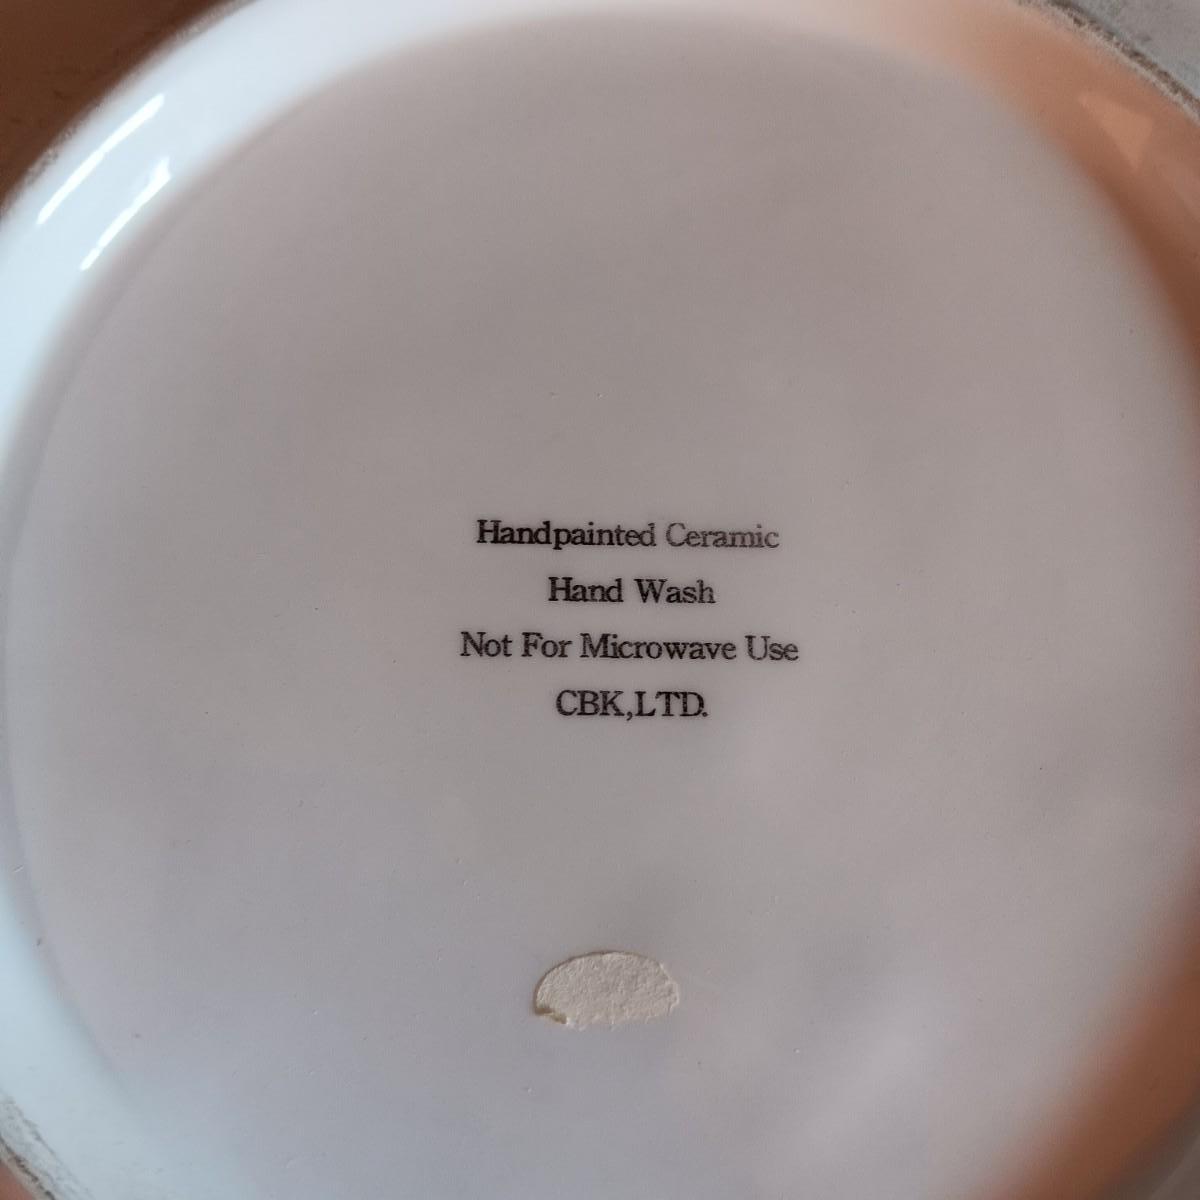 Handpainted Ceramic
Hand Wash
Not For Microwave Use
CBK,LTD.